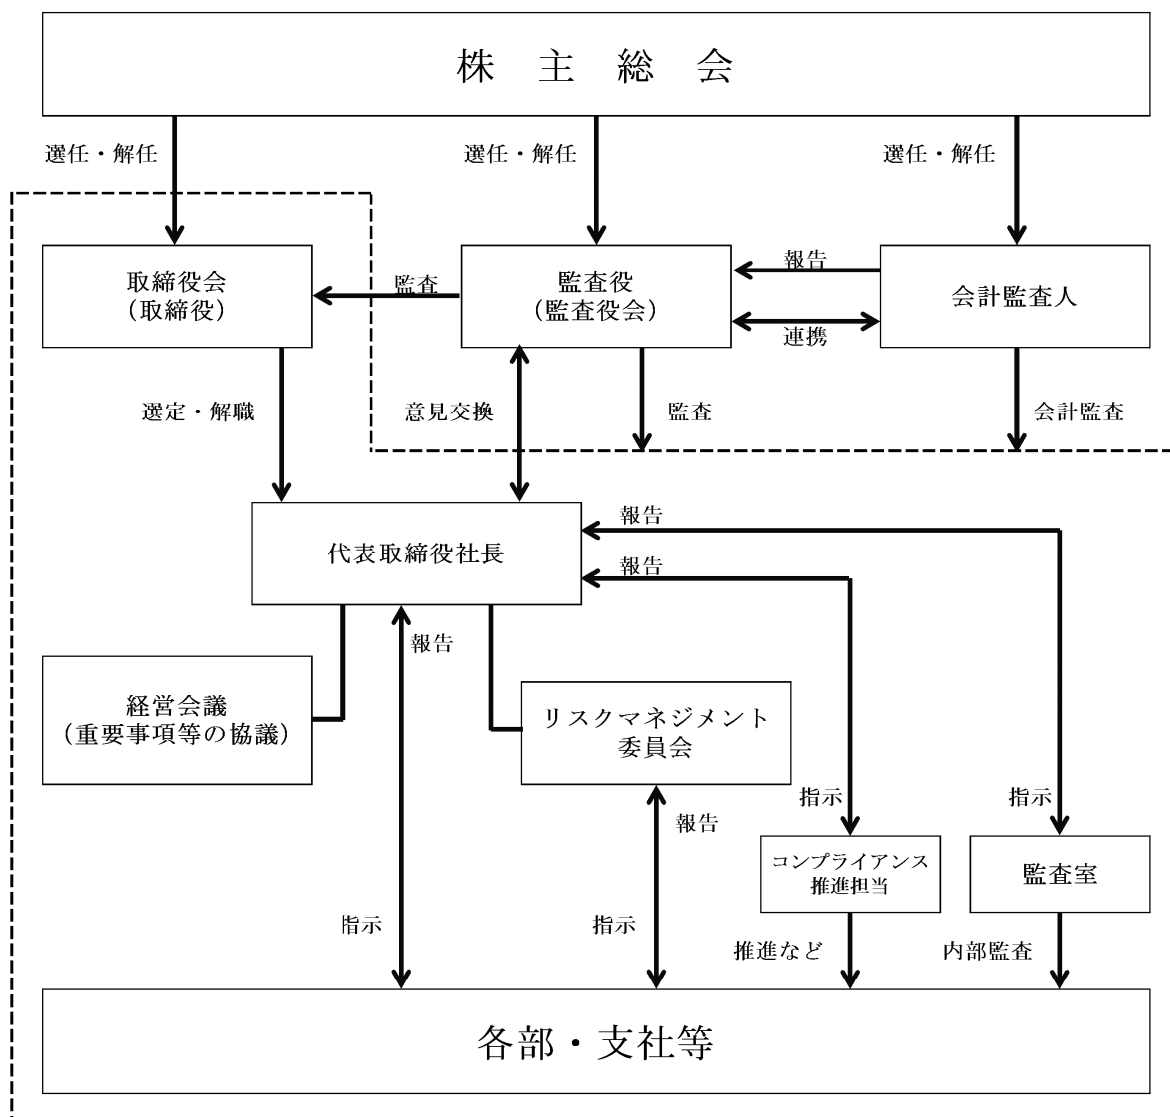 株主総会
選任・解任
選任・解任
選任・解任
取締役会
（取締役）
監査
監査役
（監査役会）
報告
連携
会計監査人
選定・解職
意見交換
監査
会計監査
代表取締役社長
報告
報告
報告
経営会議
（重要事項等の協議）
リスクマネジメント
委員会
報告
指示
指示
コンプライアンス
推進担当
監査室
指示
指示
推進など
内部監査
各部・支社等